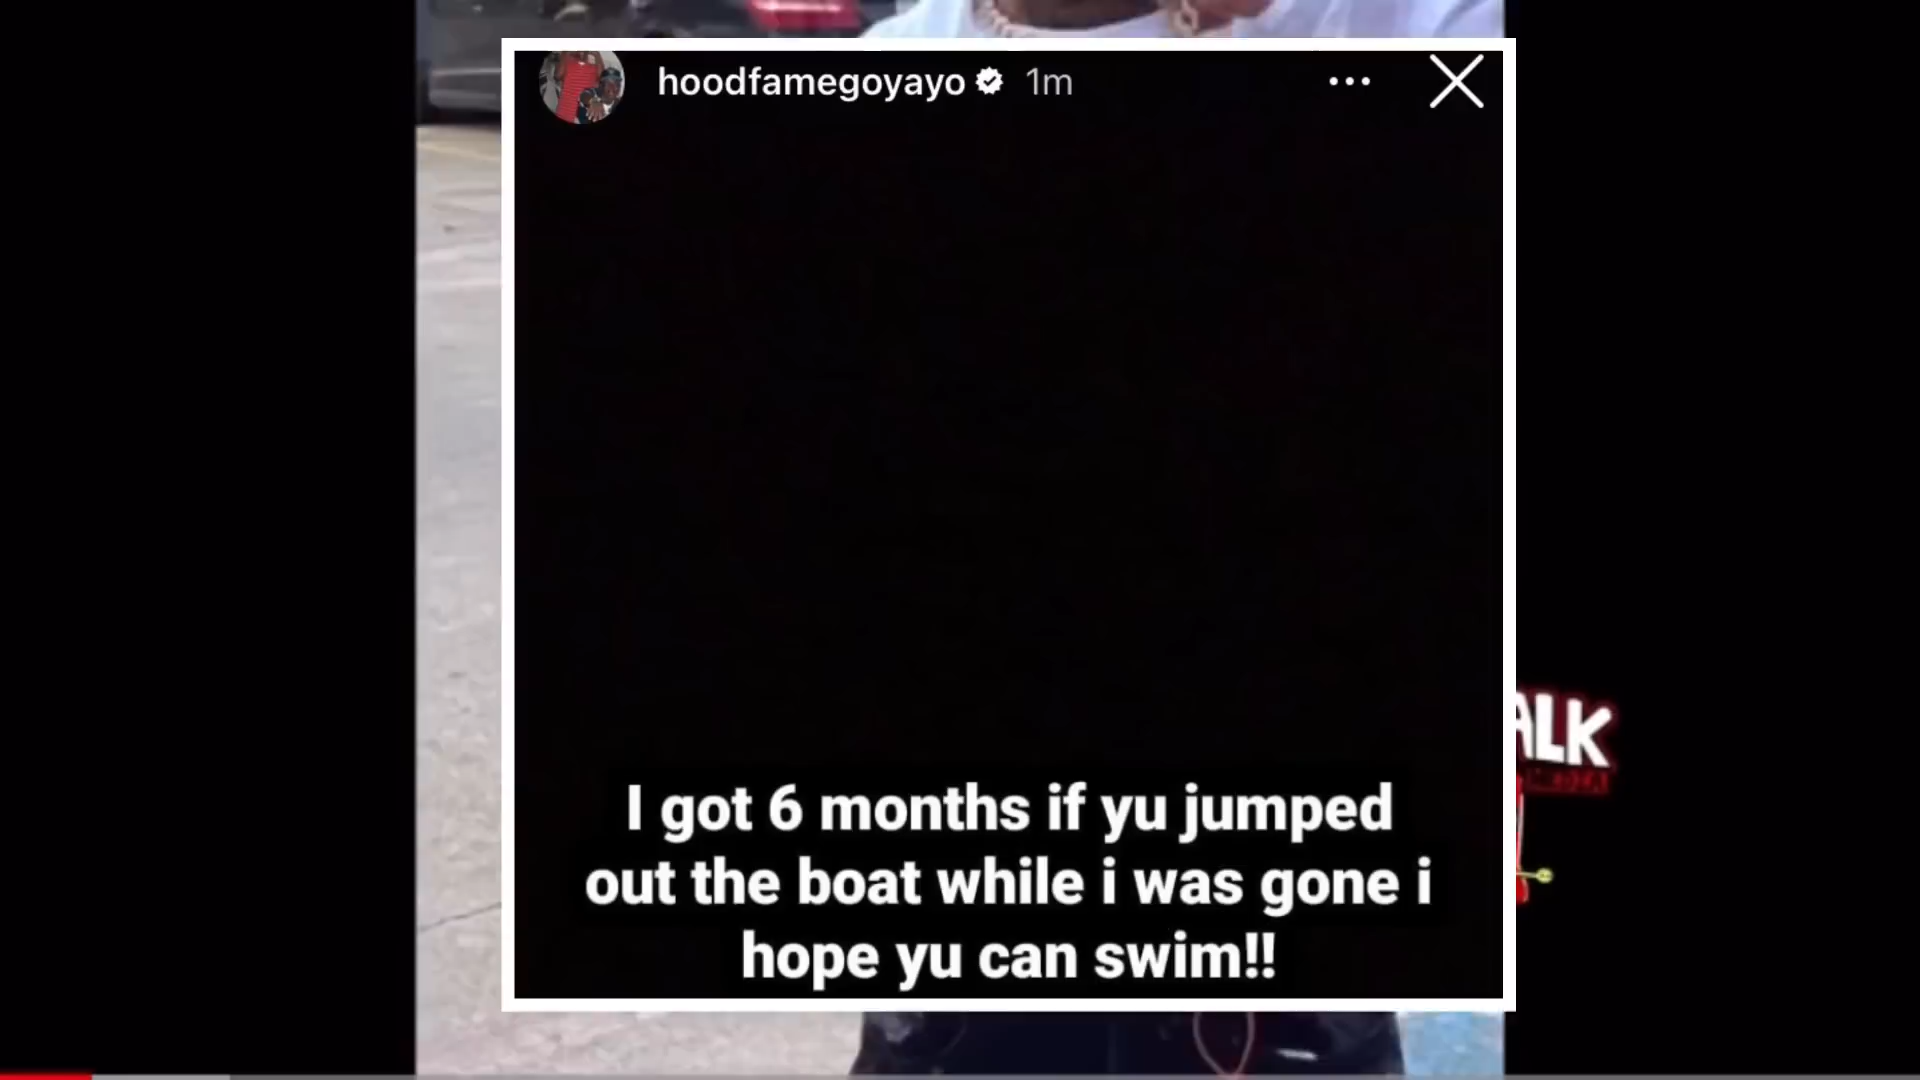 hoodfamegoyayo 1m
ALK
I got 6 months if yu jumped
out the boat while i was gone i
hope yu can swim!!